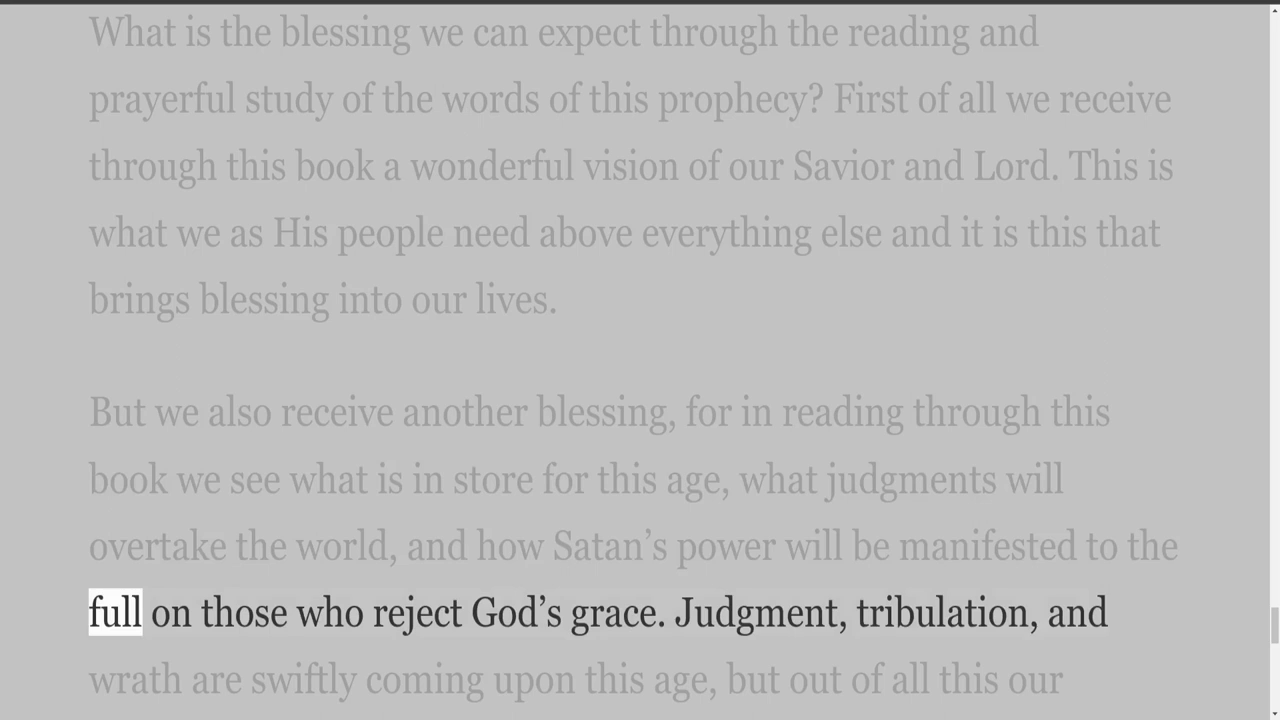 What is the blessing we can expect through the reading and
prayerful study of the words of this prophecy? First of all we receive
through this book a wonderful vision of our Savior and Lord. This is
what we as His people need above everything else and it is this that
brings blessing into our lives.
But we also receive another blessing, for in reading through this
book we see what is in store for this age, what judgments will
overtake the world, and how Satan’s power will be manifested to the
full on those who reject God’s grace. Judgment, tribulation, and
wrath are swiftly coming upon this age, but out of all this our